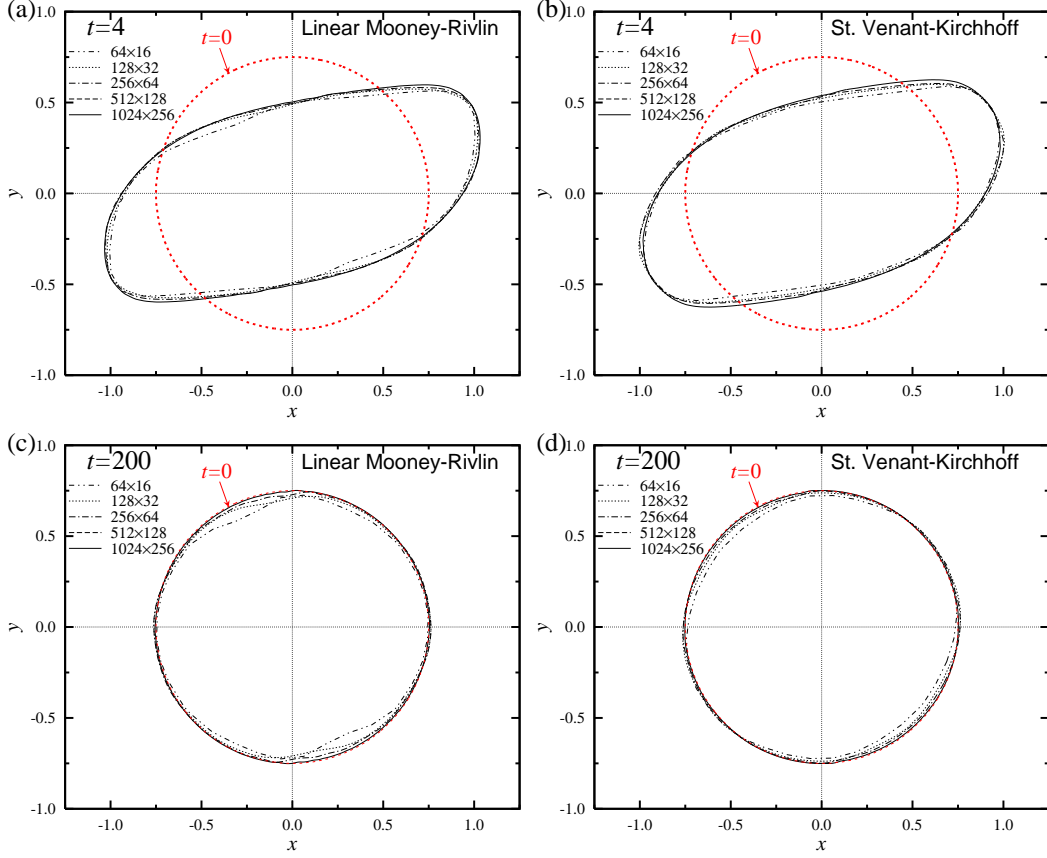 (a)
t=4
Linear Mooney-Rivlin
t=0
64×16
128×32
256×64
512×128
1024×256
1.0
0.5
0.0
-0.5
-1.0
y
-1.0 -0.5 0.0 0.5 1.0
x
(b)
t=4
St. Venant-Kirchhoff
t=0
64×16
128×32
256×64
512×128
1024×256
1.0
0.5
0.0
-0.5
-1.0
y
-1.0 -0.5 0.0 0.5 1.0
x
(c)
t=200
Linear Mooney-Rivlin
t=0
64×16
128×32
256×64
512×128
1024×256
1.0
0.5
0.0
-0.5
-1.0
y
-1.0 -0.5 0.0 0.5 1.0
x
(d)
t=200
St. Venant-Kirchhoff
t=0
64×16
128×32
256×64
512×128
1024×256
1.0
0.5
0.0
-0.5
-1.0
y
-1.0 -0.5 0.0 0.5 1.0
x